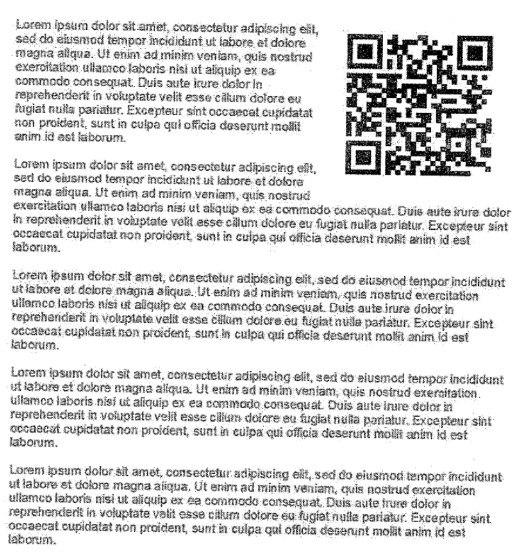 Lorem ipsum dolor sit amet, consectetur adipiscing elit,
sed do eiusmod tempor incididunt ut labore et dolore
magna aliqua. Ut enim ad minim veniam, quis nostrud
exercitation ullamco laboris nisi ut aliquip ex ea
commodo consequat. Duis aute irure dolor in
reprehenderit in voluptate velit esse cillum dolore eu
fugiat nulla pariatur. Excepteur sint occaecat cupidatat
non proident, sunt in culpa qui officia deserunt mollit
anim id est laborum.
Lorem ipsum dolor sit amet, consectetur adipiscing elit,
sed do eiusmod tempor incididunt ut labore et dolore
magna aliqua. Ut enim ad minim veniam, quis nostrud
exercitation ullamco laboris nisi ut aliquip ex ea commodo consequat. Duis aute irure dolor
in reprehenderit in voluptate velit esse cillum dolore eu fugiat nulla pariatur. Excepteur sint
occaecat cupidatat non proident, sunt in culpa qui officia deserunt mollit anim id est
laborum.
Lorem ipsum dolor sit amet, consectetur adipiscing elit, sed do eiusmod tempor incididunt
ut labore et dolore magna aliqua. Ut enim ad minim veniam, quis nostrud exercitation
ullamco laboris nisi ut aliquip ex ea commodo consequat. Duis aute irure dolor in
reprehenderit in voluptate velit esse cillum dolore eu fugiat nulla pariatur. Excepteur sint
occaecat cupidatat non proident, sunt in culpa qui officia deserunt mollit anim id est
laborum.
Lorem ipsum dolor sit amet, consectetur adipiscing elit, sed do eiusmod tempor incididunt
ut labore et dolore magna aliqua. Ut enim ad minim veniam, quis nostrud exercitation
ullamco laboris nisi ut aliquip ex ea commodo consequat. Duis aute irure dolor in
reprehenderit in voluptate velit esse cillum dolore eu fugiat nulla pariatur. Excepteur sint
occaecat cupidatat non proident, sunt in culpa qui officia deserunt mollit anim id est
laborum.
Lorem ipsum dolor sit amet, consectetur adipiscing elit, sed do eiusmod tempor incididunt
ut labore et dolore magna aliqua. Ut enim ad minim veniam, quis nostrud exercitation
ullamco laboris nisi ut aliquip ex ea commodo consequat. Duis aute irure dolor in
reprehenderit in voluptate velit esse cillum dolore eu fugiat nulla pariatur. Excepteur sint
occaecat cupidatat non proident, sunt in culpa qui officia deserunt mollit anim id est
laborum.